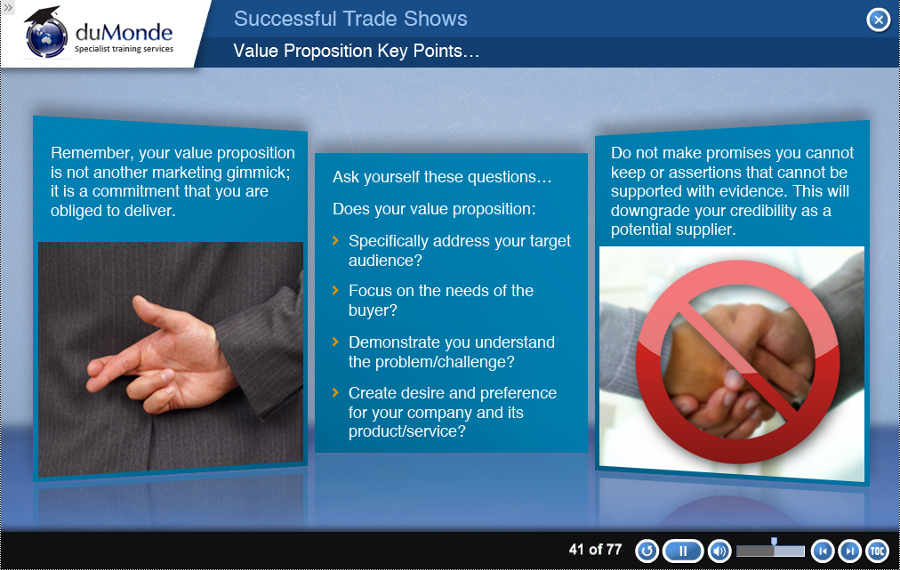 duMonde
Specialist training services
Successful Trade Shows
Value Proposition Key Points…
Remember, your value proposition
is not another marketing gimmick;
it is a commitment that you are
obliged to deliver.
Ask yourself these questions…
Does your value proposition:
Specifically address your target
audience?
Focus on the needs of the
buyer?
Demonstrate you understand
the problem/challenge?
Create desire and preference
for your company and its
product/service?
Do not make promises you cannot
keep or assertions that cannot be
supported with evidence. This will
downgrade your credibility as a
potential supplier.
41 of 77
TOC